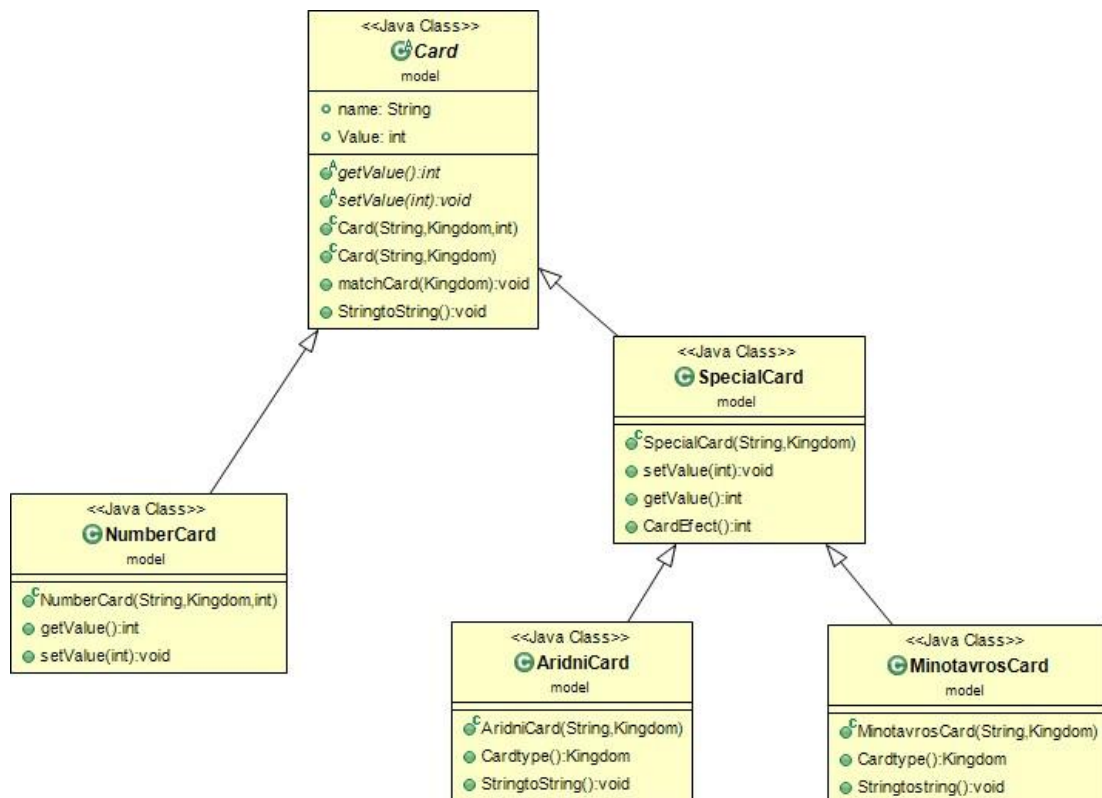 <<Java Class>>
Card
model
name: String
Value: int
getValue():int
setValue(int):void
Card(String,Kingdom,int)
Card(String,Kingdom)
matchCard(Kingdom):void
StringtoString():void
<<Java Class>>
SpecialCard
model
SpecialCard(String,Kingdom)
setValue(int):void
getValue():int
CardEfect():int
<<Java Class>>
NumberCard
model
NumberCard(String,Kingdom,int)
getValue():int
setValue(int):void
<<Java Class>>
AridniCard
model
AridniCard(String,Kingdom)
Cardtype():Kingdom
StringtoString():void
<<Java Class>>
MinotavrosCard
model
MinotavrosCard(String,Kingdom)
Cardtype():Kingdom
Stringtostring():void